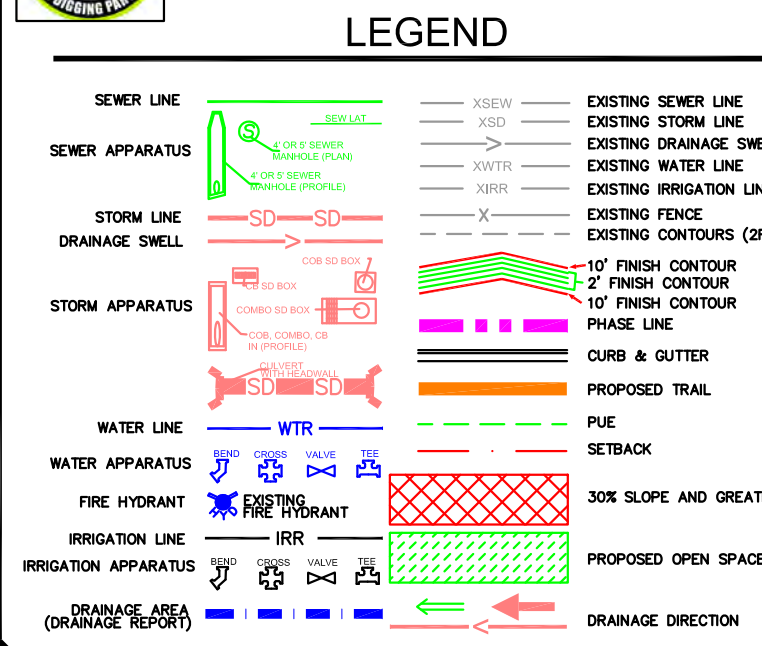 DIGGING
LEGEND
SEWER LINE
SEW LAT
SEWER APPARATUS
S
4' OR 5' SEWER
MANHOLE (PLAN)
4' OR 5' SEWER
MANHOLE (PROFILE)
STORM LINE
SD SD
DRAINAGE SWELL
COB SD BOX
CB SD BOX
STORM APPARATUS
COMBO SD BOX
COB, COMBO, CB
IN (PROFILE)
CULVERT
WITH HEADWALL
SD SD
WATER LINE
WTR
WATER APPARATUS
BEND CROSS VALVE TEE
FIRE HYDRANT
EXISTING
FIRE HYDRANT
IRRIGATION LINE
IRR
IRRIGATION APPARATUS
BEND CROSS VALVE TEE
DRAINAGE AREA
(DRAINAGE REPORT)
XSEW EXISTING SEWER LINE
XSD EXISTING STORM LINE
EXISTING DRAINAGE SWE
XWTR EXISTING WATER LINE
XIRR EXISTING IRRIGATION LIN
X EXISTING FENCE
EXISTING CONTOURS (2F
10' FINISH CONTOUR
2' FINISH CONTOUR
10' FINISH CONTOUR
PHASE LINE
CURB & GUTTER
PROPOSED TRAIL
PUE
SETBACK
30% SLOPE AND GREAT
PROPOSED OPEN SPACE
DRAINAGE DIRECTION